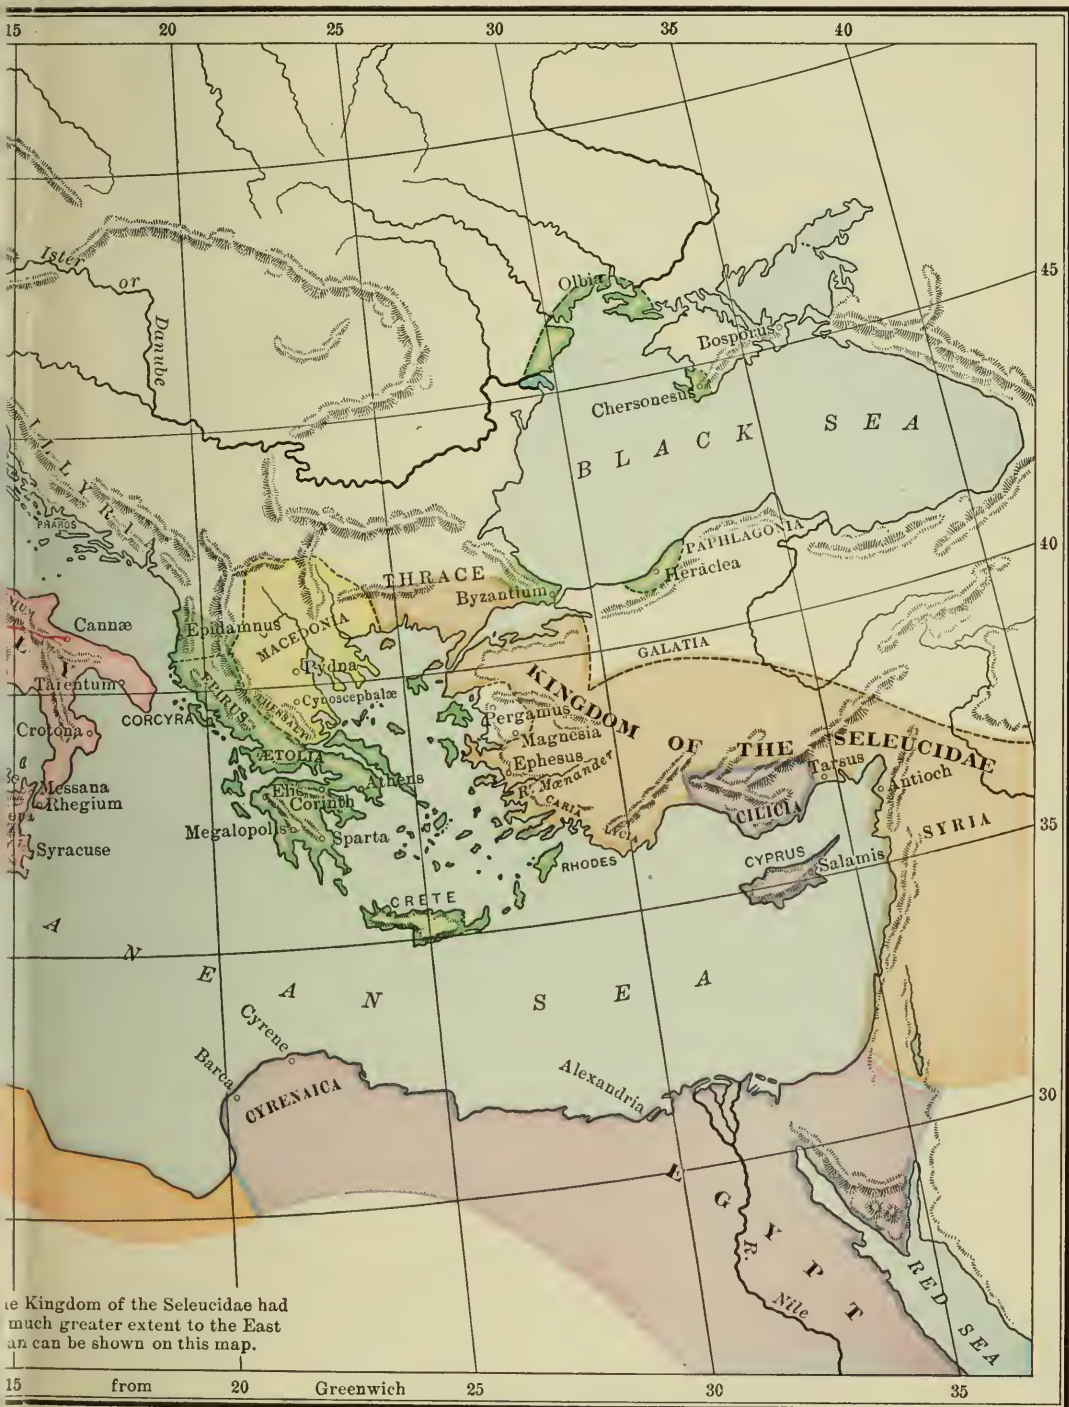 15 20 25 30 35 40
Ister
or
Danube
Olbia
45
Bosporus
Chersonesus
BLACK SEA
ILLYRIA
PHAROS
PAPHLAGONIA
40
Heraclea
THRACE
Byzantium
Cannæ
Epidamnus
MACEDONIA
GALATIA
Pydna
Tarentum
EPIRUS
Cynoscephalæ
THESSALY
CORCYRA
Crotona
KINGDOM OF THE SELEUCIDAE
Pergamus
Magnesia
ÆTOLIA
Ephesus
Tarsus
Antioch
Athens
R. Mæander
Messana
Elis
Rhegium
Corinth
CARIA
CILICIA
SYRIA
35
Megalopolis
Sparta
LYCIA
Syracuse
RHODES
CYPRUS
Salamis
CRETE
ANEAN SEA
Cyrene
Barca
CYRENAICA
Alexandria
30
EGYPT
R. Nile
RED SEA
e Kingdom of the Seleucidae had
much greater extent to the East
an can be shown on this map.
15 from 20 Greenwich 25 30 35